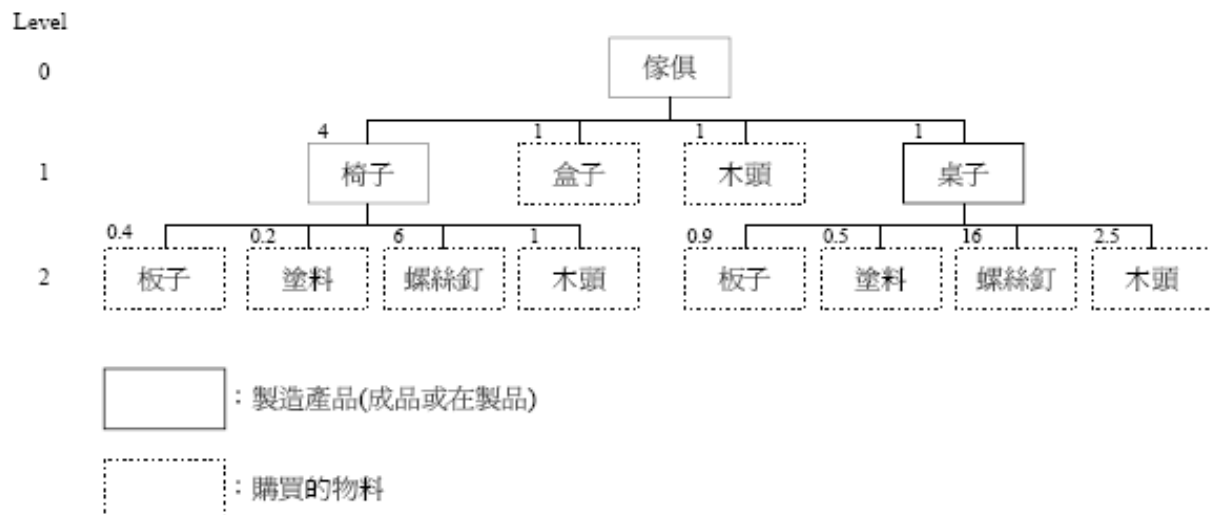 Level
0
傢俱
4 1 1 1
1
椅子 盒子 木頭 桌子
0.4 0.2 6 1 0.9 0.5 16 2.5
2
板子 塗料 螺絲釘 木頭 板子 塗料 螺絲釘 木頭
：製造產品(成品或在製品)
：購買的物料